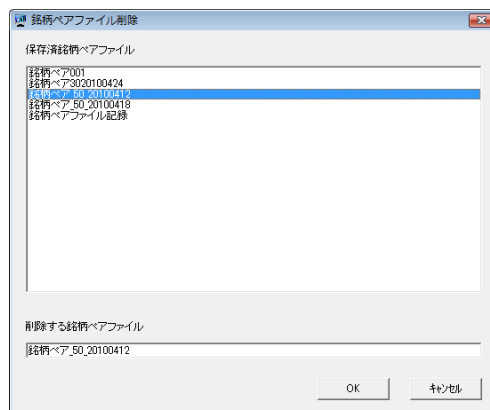 銘柄ペアファイル削除
保存済銘柄ペアファイル
銘柄ペア001
銘柄ペア3020100424
銘柄ペア_50_20100412
銘柄ペア_50_20100418
銘柄ペアファイル記録
削除する銘柄ペアファイル
銘柄ペア_50_20100412
OK
キャンセル